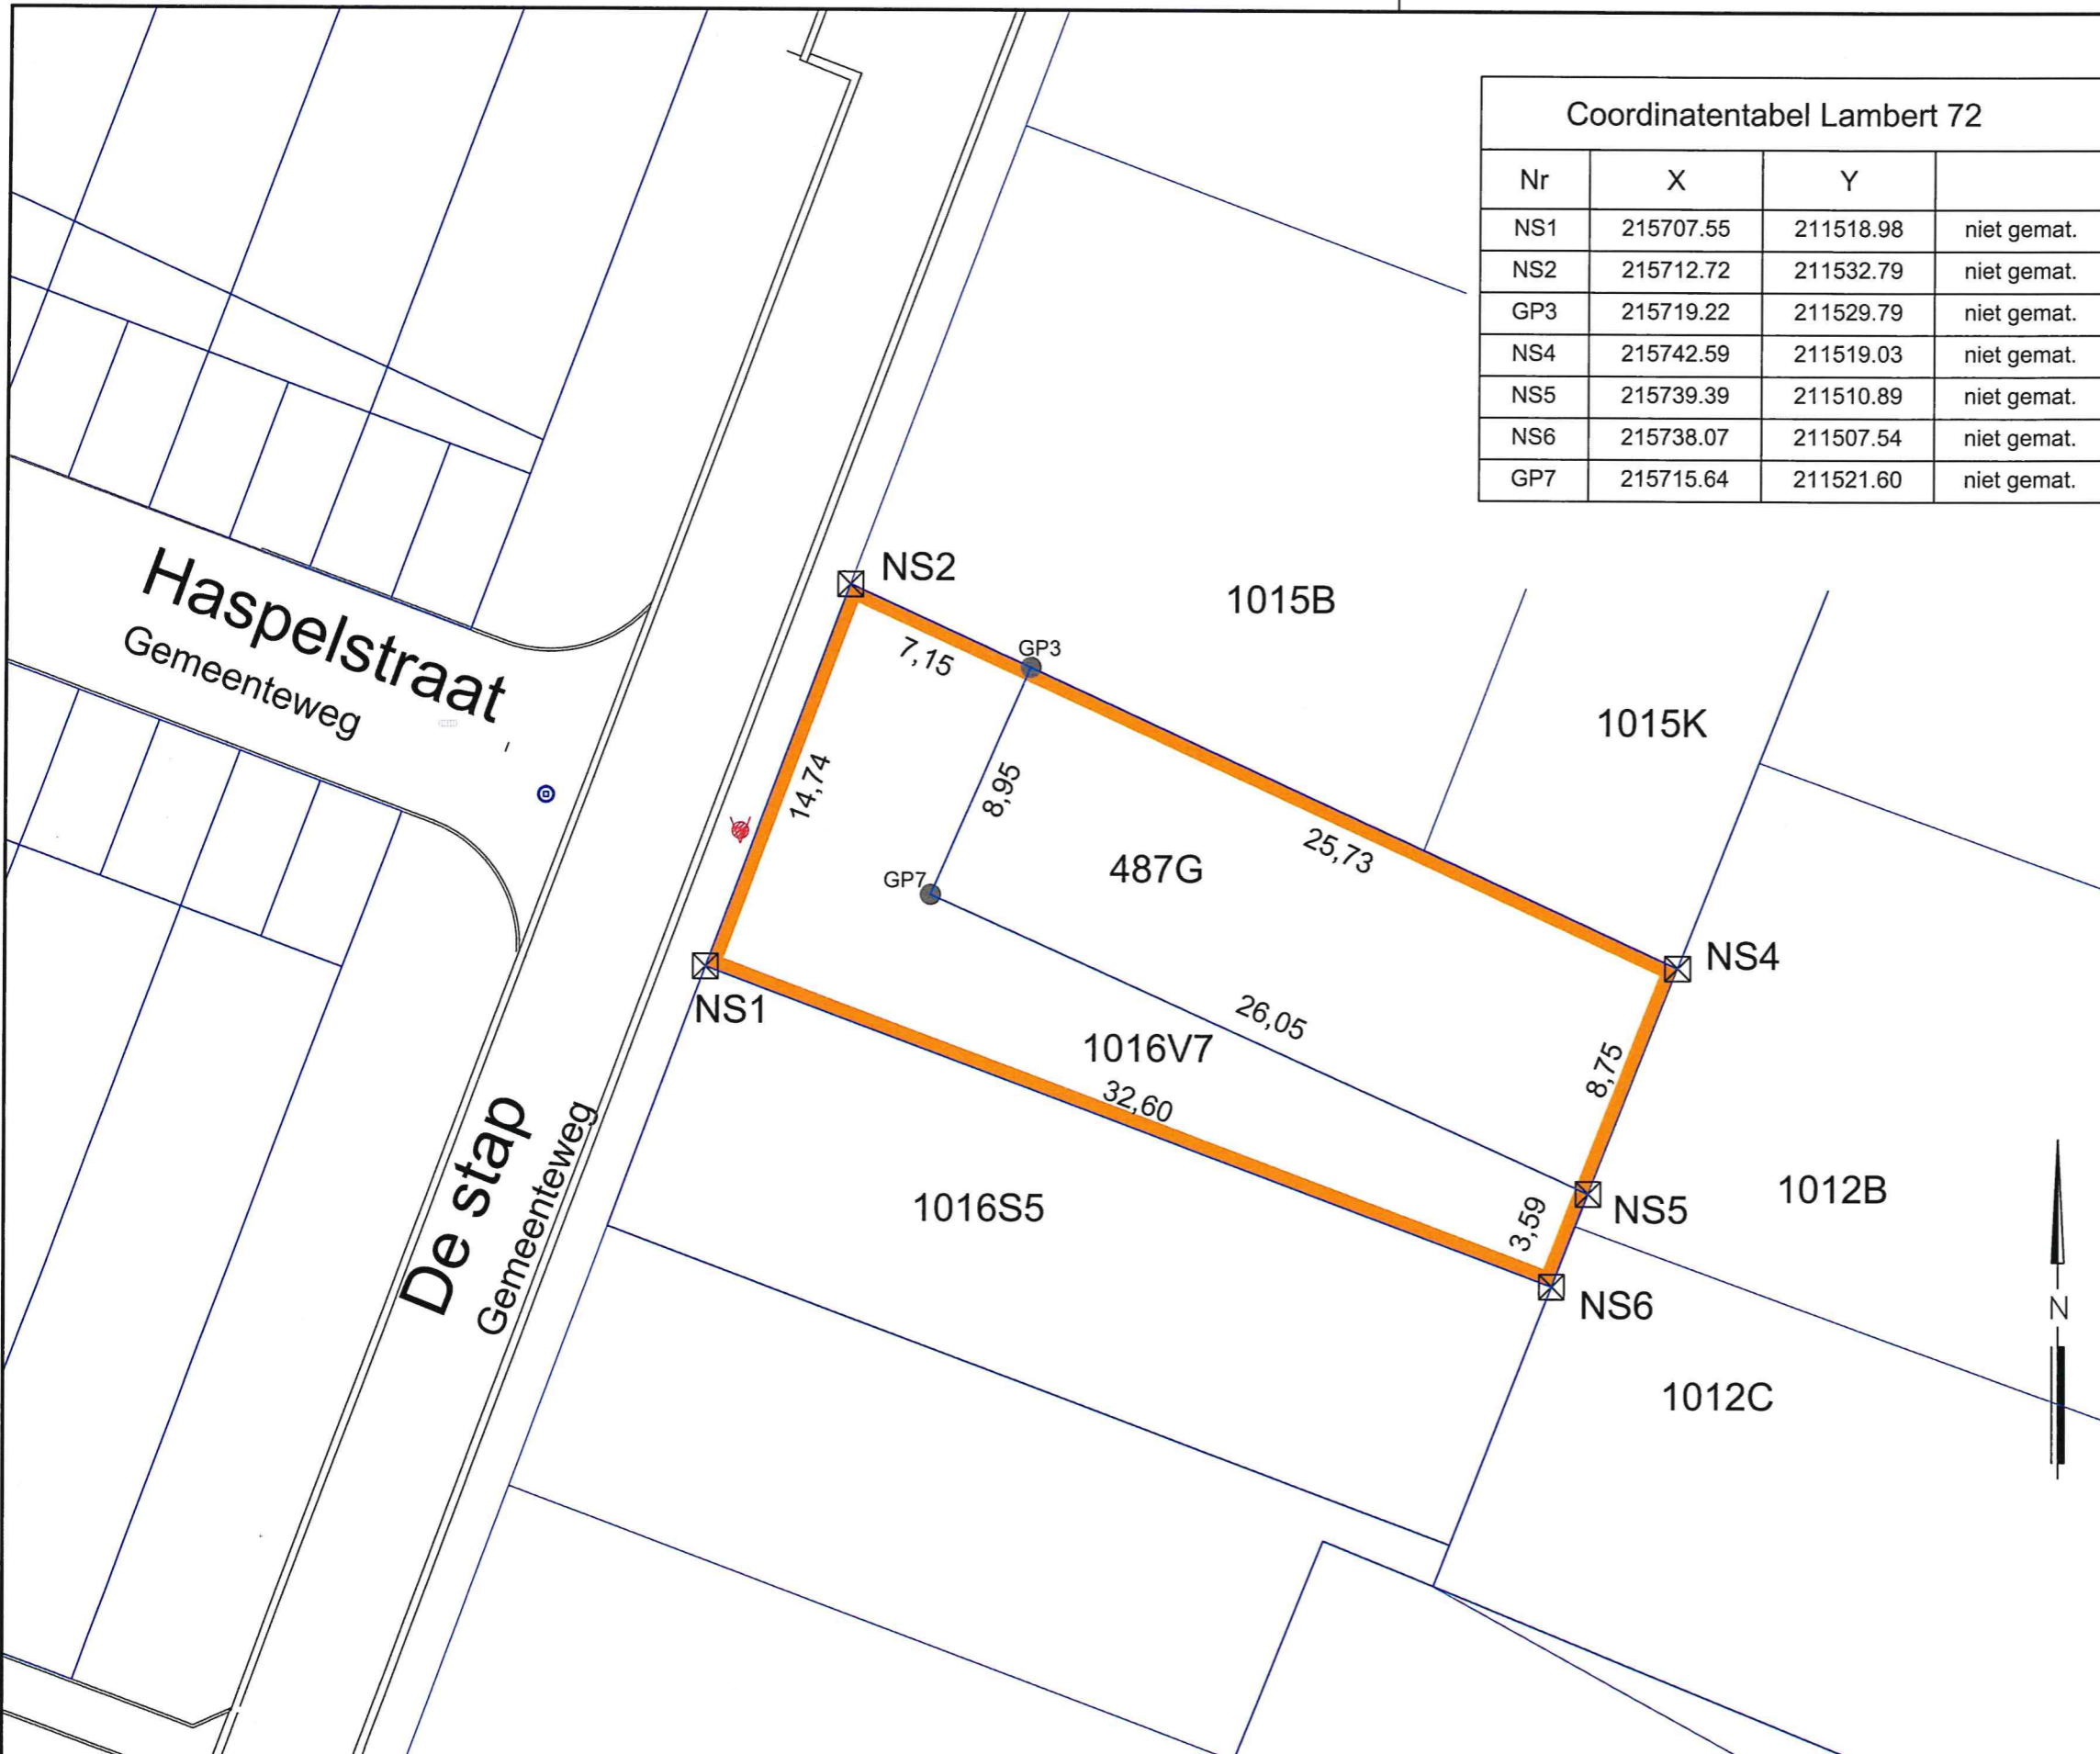 Coordinatentabel Lambert 72
Nr X Y
NS1 215707.55 211518.98 niet gemat.
NS2 215712.72 211532.79 niet gemat.
GP3 215719.22 211529.79 niet gemat.
NS4 215742.59 211519.03 niet gemat.
NS5 215739.39 211510.89 niet gemat.
NS6 215738.07 211507.54 niet gemat.
GP7 215715.64 211521.60 niet gemat.
Haspelstraat
Gemeenteweg
NS2
1015B
7,15
GP3
1015K
14,74
8,95
25,73
487G
GP7
NS4
NS1
26,05
1016V7
8,75
32,60
De stap
Gemeenteweg
1016S5
3,59
NS5
1012B
NS6
N
1012C